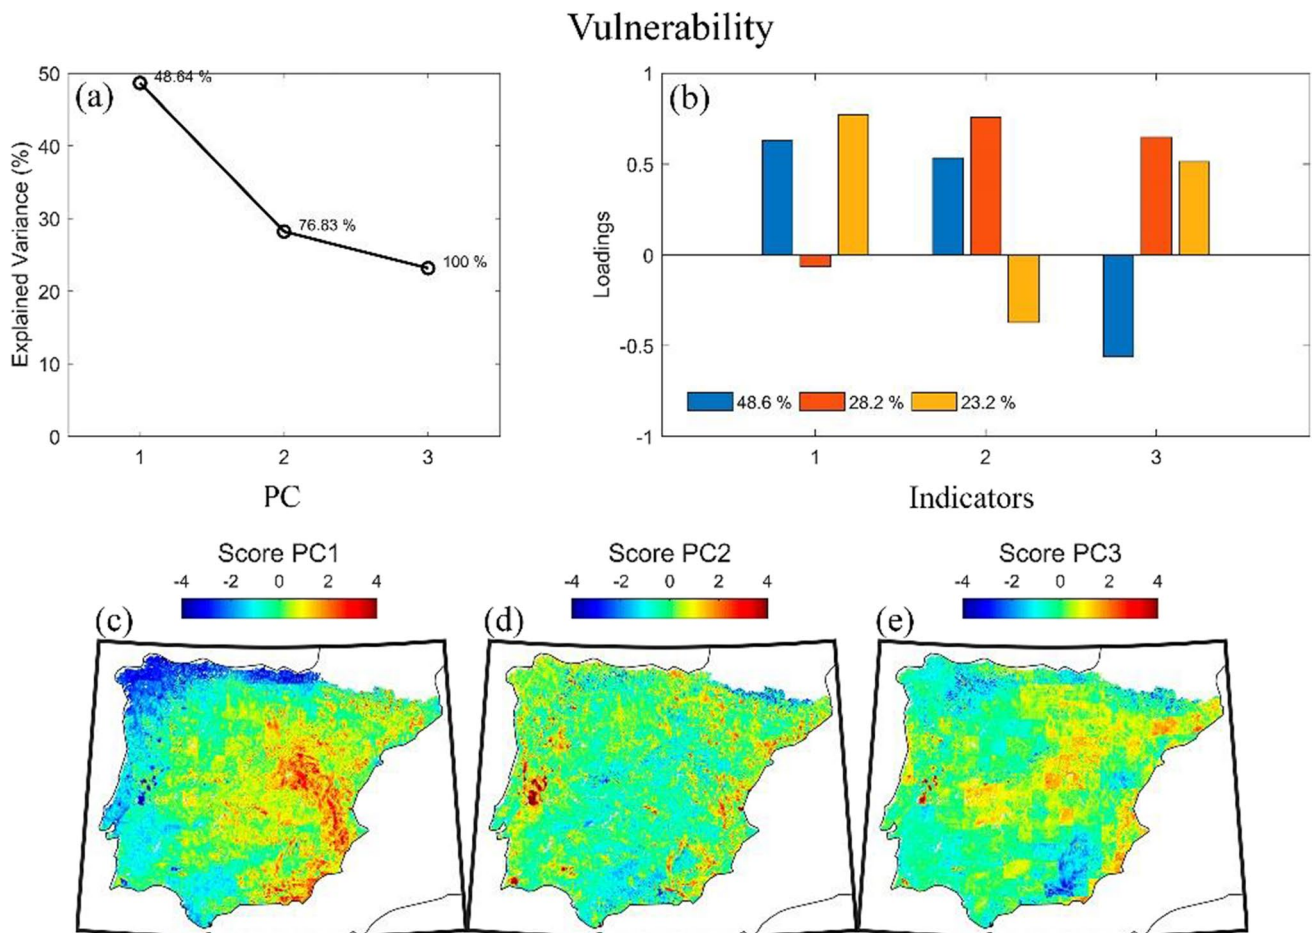 Vulnerability
(a)
50
40
30
20
10
0
Explained Variance (%)
48.64 %
76.83 %
100 %
1 2 3
PC
(b)
1
0.5
0
-0.5
-1
Loadings
48.6 % 28.2 % 23.2 %
1 2 3
Indicators
Score PC1
-4 -2 0 2 4
(c)
Score PC2
-4 -2 0 2 4
(d)
Score PC3
-4 -2 0 2 4
(e)